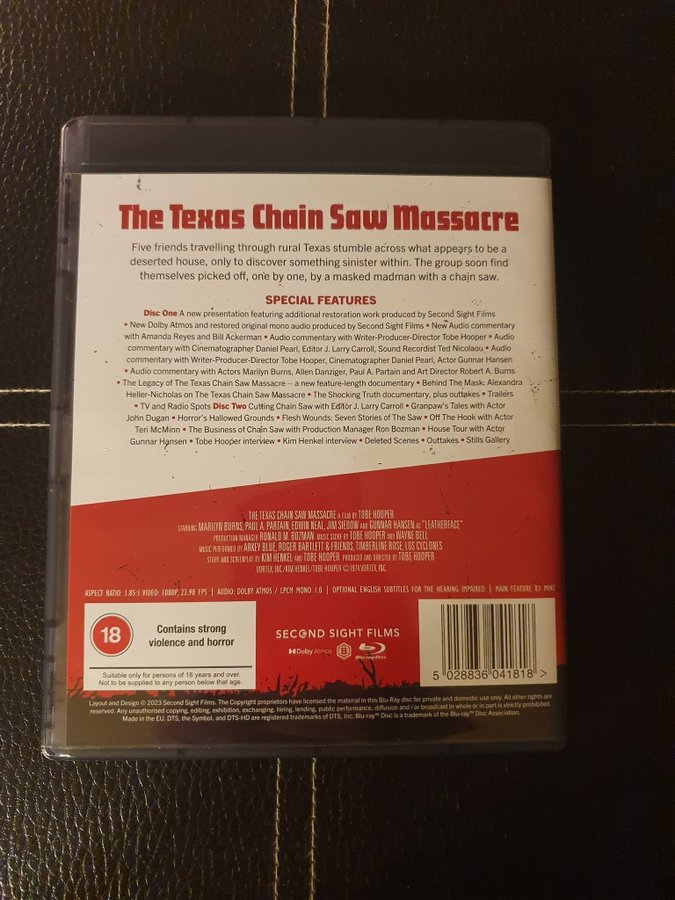 The Texas Chain Saw Massacre
Five friends travelling through rural Texas stumble across what appears to be a
deserted house, only to discover something sinister within. The group soon find
themselves picked off, one by one, by a masked madman with a chain saw.
SPECIAL FEATURES
Disc One A new presentation featuring additional restoration work produced by Second Sight Films
• New Dolby Atmos and restored original mono audio produced by Second Sight Films • New Audio commentary
with Amanda Reyes and Bill Ackerman • Audio commentary with Writer-Producer-Director Tobe Hooper • Audio
commentary with Cinematographer Daniel Pearl, Editor J. Larry Carroll, Sound Recordist Ted Nicolaou • Audio
commentary with Writer-Producer-Director Tobe Hooper, Cinematographer Daniel Pearl, Actor Gunnar Hansen
• Audio commentary with Actors Marilyn Burns, Allen Danziger, Paul A. Partain and Art Director Robert A. Burns
• The Legacy of The Texas Chain Saw Massacre – a new feature-length documentary • Behind The Mask: Alexandra
Heller-Nicholas on The Texas Chain Saw Massacre • The Shocking Truth documentary, plus outtakes • Trailers
• TV and Radio Spots Disc Two Cutting Chain Saw with Editor J. Larry Carroll • Granpaw's Tales with Actor
John Dugan • Horror's Hallowed Grounds • Flesh Wounds: Seven Stories of The Saw • Off The Hook with Actor
Teri McMinn • The Business of Chain Saw with Production Manager Ron Bozman • House Tour with Actor
Gunnar Hansen • Tobe Hooper interview • Kim Henkel interview • Deleted Scenes • Outtakes • Stills Gallery
THE TEXAS CHAIN SAW MASSACRE A FILM BY TOBE HOOPER
STARRING MARILYN BURNS, PAUL A. PARTAIN, EDWIN NEAL, JIM SIEDOW AND GUNNAR HANSEN AS "LEATHERFACE"
PRODUCTION MANAGER RONALD M. BOZMAN MUSIC SCORE BY TOBE HOOPER AND WAYNE BELL
MUSIC PERFORMED BY ARKEY BLUE, ROGER BARTLETT & FRIENDS, TIMBERLINE ROSE, LOS CYCLONES
STORY AND SCREENPLAY BY KIM HENKEL AND TOBE HOOPER PRODUCED AND DIRECTED BY TOBE HOOPER
VORTEX, INC./KIM HENKEL/TOBE HOOPER © 1974 VORTEX, INC.
ASPECT RATIO: 1.85:1 VIDEO: 1080P, 23.98 FPS | AUDIO: DOLBY ATMOS / LPCM MONO 1.0 | OPTIONAL ENGLISH SUBTITLES FOR THE HEARING IMPAIRED | MAIN FEATURE 83 MINS
18
Contains strong
violence and horror
Suitable only for persons of 18 years and over.
Not to be supplied to any person below that age.
SECOND SIGHT FILMS
Dolby Atmos B Blu-ray Disc
5 028836 041818 >
Layout and Design © 2023 Second Sight Films. The Copyright proprietors have licensed the material in this Blu-Ray disc for private and domestic use only. All other rights are
reserved. Any unauthorised copying, editing, exhibition, exchanging, hiring, lending, public performance, diffusion and / or broadcast in whole or in part is strictly prohibited.
Made in the EU. DTS, the Symbol, and DTS-HD are registered trademarks of DTS, Inc. Blu-ray™ Disc is a trademark of the Blu-ray™ Disc Association.